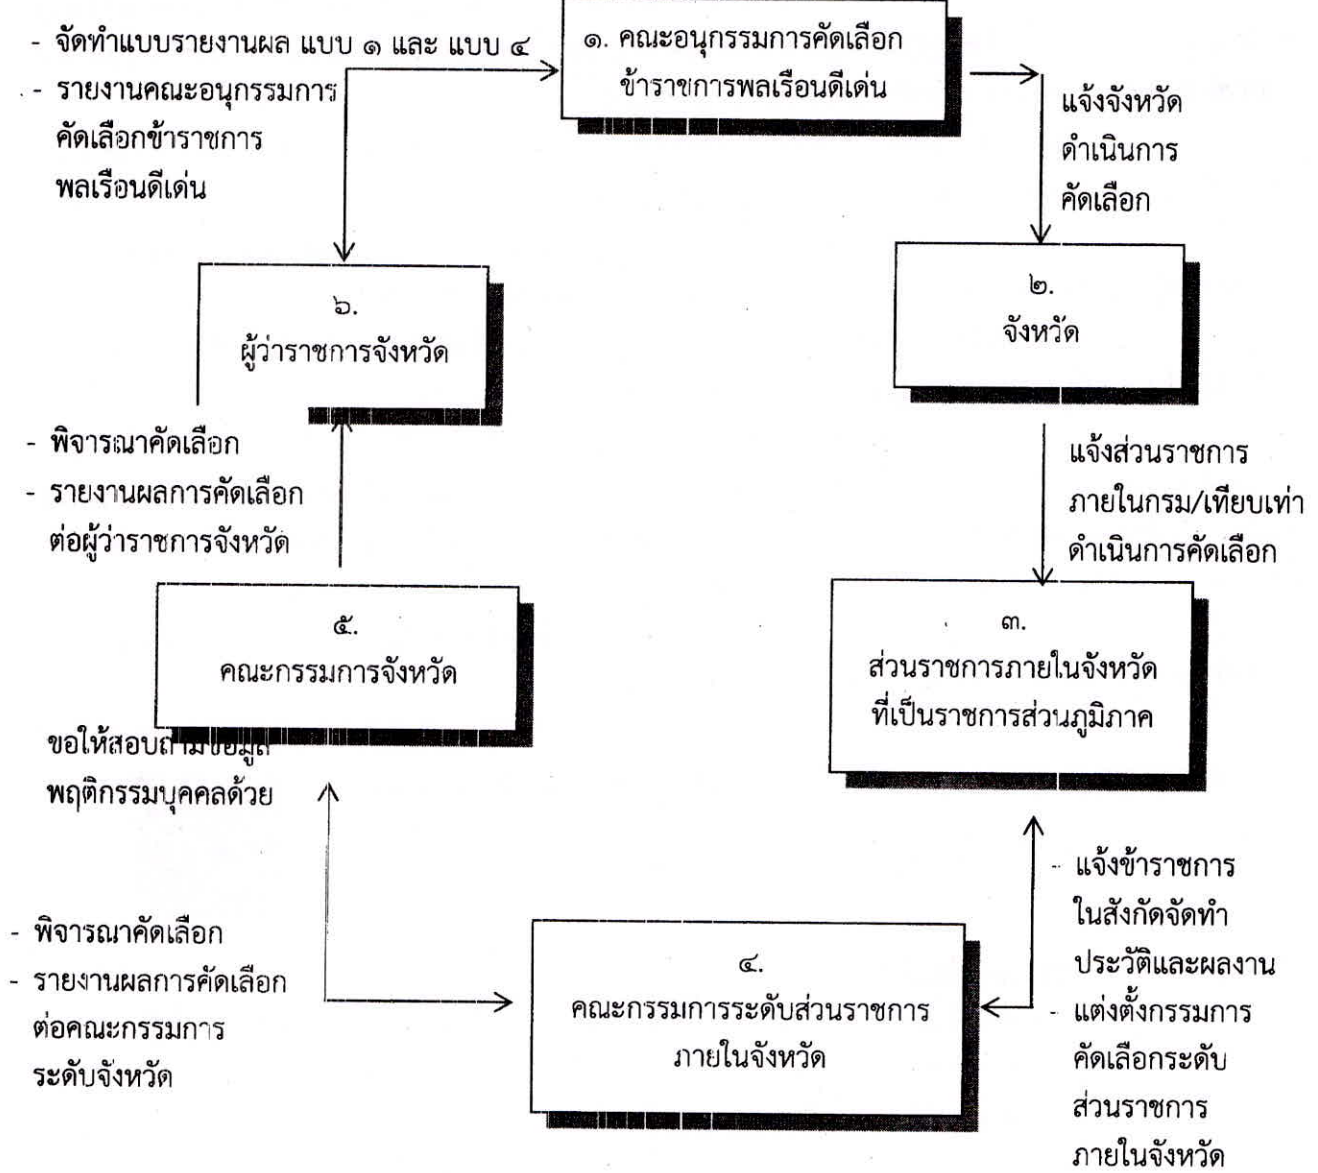 - จัดทำแบบรายงานผล แบบ ๑ และ แบบ ๔
- รายงานคณะอนุกรรมการ
คัดเลือกข้าราชการ
พลเรือนดีเด่น
๑. คณะอนุกรรมการคัดเลือก
ข้าราชการพลเรือนดีเด่น
แจ้งจังหวัด
ดำเนินการ
คัดเลือก
๒.
จังหวัด
แจ้งส่วนราชการ
ภายในกรม/เทียบเท่า
ดำเนินการคัดเลือก
๓.
ส่วนราชการภายในจังหวัด
ที่เป็นราชการส่วนภูมิภาค
- แจ้งข้าราชการ
ในสังกัดจัดทำ
ประวัติและผลงาน
- แต่งตั้งกรรมการ
คัดเลือกระดับ
ส่วนราชการ
ภายในจังหวัด
๔.
คณะกรรมการระดับส่วนราชการ
ภายในจังหวัด
- พิจารณาคัดเลือก
- รายงานผลการคัดเลือก
ต่อคณะกรรมการ
ระดับจังหวัด
๕.
คณะกรรมการจังหวัด
ขอให้สอบถามข้อมูล
พฤติกรรมบุคคลด้วย
- พิจารณาคัดเลือก
- รายงานผลการคัดเลือก
ต่อผู้ว่าราชการจังหวัด
๖.
ผู้ว่าราชการจังหวัด